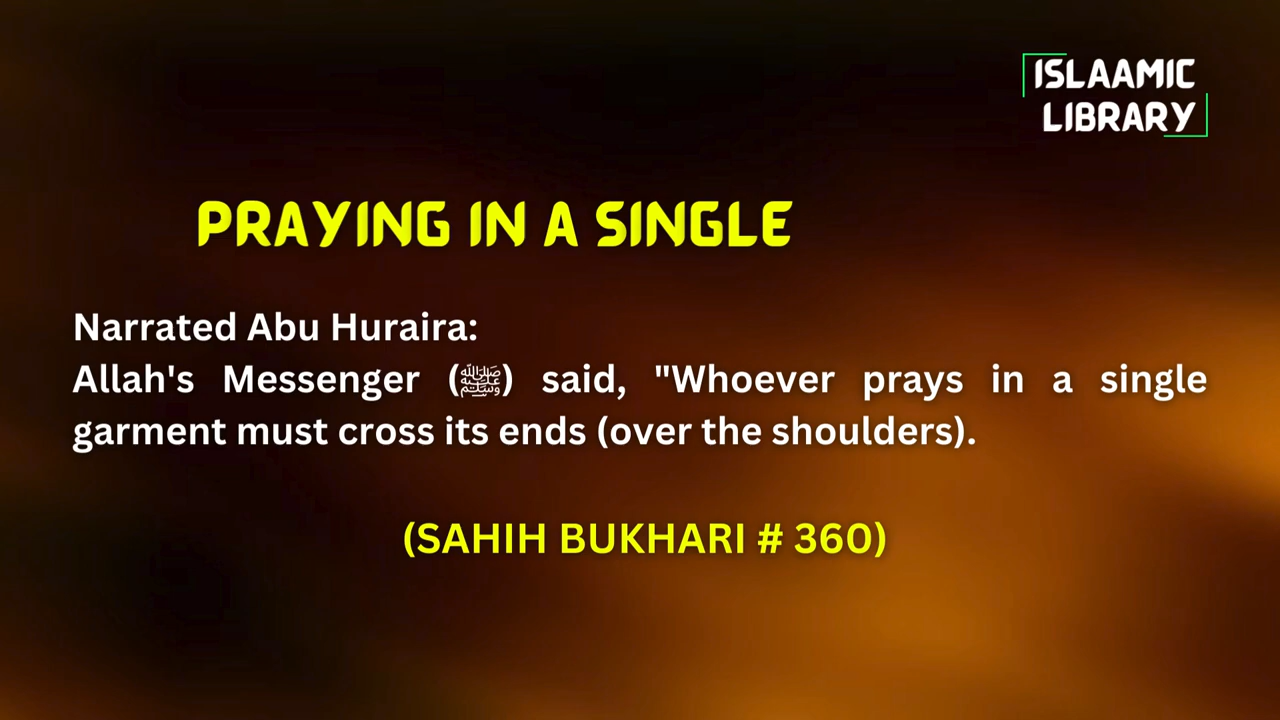 ISLAAMIC
LIBRARY
PRAYING IN A SINGLE
Narrated Abu Huraira:
Allah's Messenger (ﷺ) said, "Whoever prays in a single
garment must cross its ends (over the shoulders).
(SAHIH BUKHARI # 360)